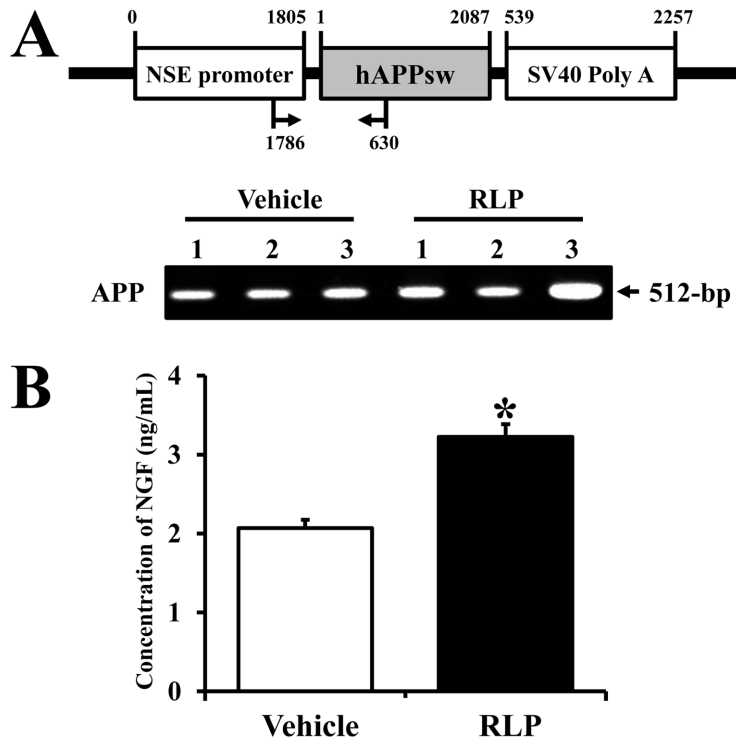 A
0 1805 1 2087 539 2257
NSE promoter hAPPsw SV40 Poly A
1786 630
Vehicle RLP
1 2 3 1 2 3
APP 512-bp
B
Concentration of NGF (ng/mL)
4
*
3
2
1
0
Vehicle RLP